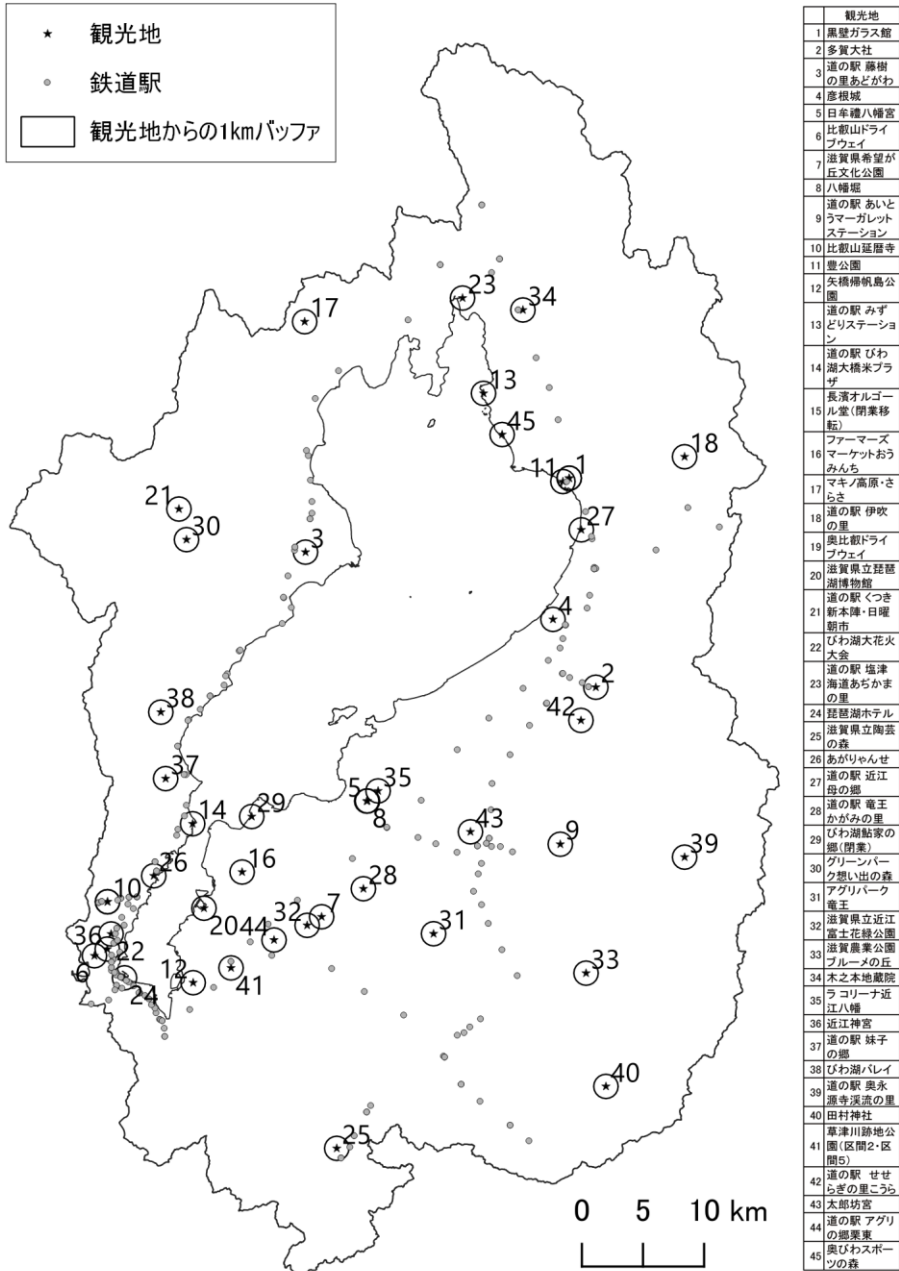 観光地
鉄道駅
観光地からの1kmバッファ
23
34
17
13
45
18
11
1
21
30
27
3
4
2
38
42
37
5
35
8
14
29
43
9
26
16
39
10
28
20
44
32
7
31
36
22
6
12
41
33
24
40
25
0 5 10 km
観光地
1 黒壁ガラス館
2 多賀大社
3 道の駅 藤樹
の里あどがわ
4 彦根城
5 日牟禮八幡宮
6 比叡山ドライ
ブウェイ
7 滋賀県希望が
丘文化公園
8 八幡堀
9 道の駅 あいと
うマーガレット
ステーション
10 比叡山延暦寺
11 豊公園
12 矢橋帰帆島公
園
13 道の駅 みず
どりステーショ
ン
14 道の駅 びわ
湖大橋米プラ
ザ
15 長濱オルゴー
ル堂(閉業移
転)
16 ファーマーズ
マーケットおう
みんち
17 マキノ高原・さ
らさ
18 道の駅 伊吹
の里
19 奥比叡ドライ
ブウェイ
20 滋賀県立琵琶
湖博物館
21 道の駅 くつき
新本陣・日曜
朝市
22 びわ湖大花火
大会
23 道の駅 塩津
海道あぢかま
の里
24 琵琶湖ホテル
25 滋賀県立陶芸
の森
26 あがりゃんせ
27 道の駅 近江
母の郷
28 道の駅 竜王
かがみの里
29 びわ湖鮎家の
郷(閉業)
30 グリーンパー
ク想い出の森
31 アグリパーク
竜王
32 滋賀県立近江
富士花緑公園
33 滋賀農業公園
ブルーメの丘
34 木之本地蔵院
35 ラ コリーナ近
江八幡
36 近江神宮
37 道の駅 妹子
の郷
38 びわ湖バレイ
39 道の駅 奥永
源寺渓流の里
40 田村神社
41 草津川跡地公
園(区間2・区
間5)
42 道の駅 せせ
らぎの里こうら
43 太郎坊宮
44 道の駅 アグリ
の郷栗東
45 奥びわスポー
ツの森